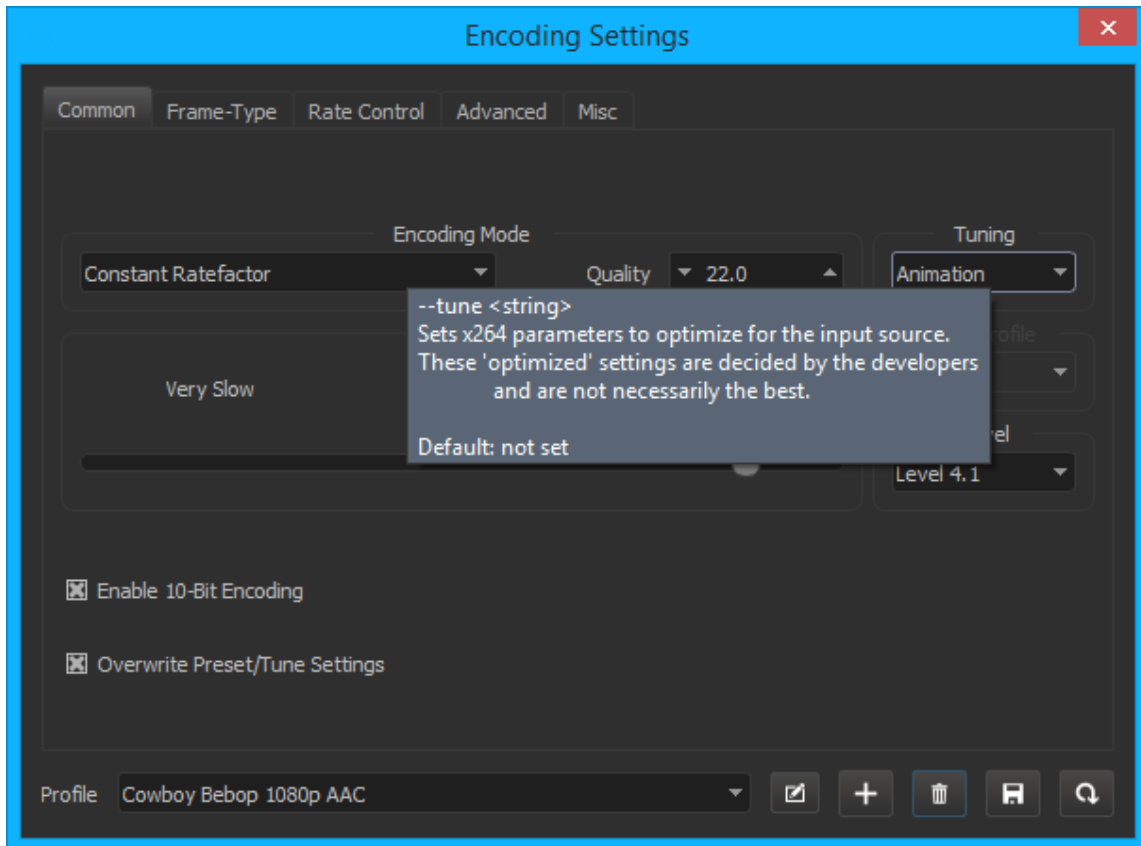 Encoding Settings
Common Frame-Type Rate Control Advanced Misc
Encoding Mode Tuning
Constant Ratefactor Quality 22.0 Animation
--tune <string>
Sets x264 parameters to optimize for the input source.
These 'optimized' settings are decided by the developers
and are not necessarily the best.
Default: not set
Very Slow
Level 4.1
Enable 10-Bit Encoding
Overwrite Preset/Tune Settings
Profile Cowboy Bebop 1080p AAC